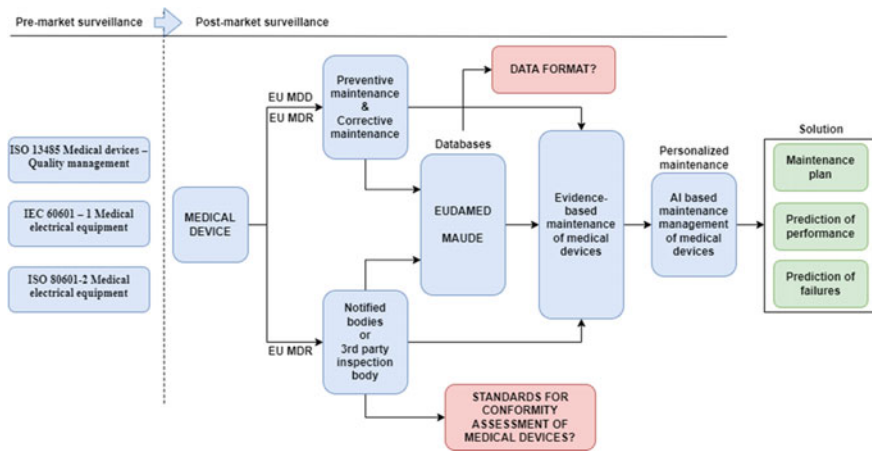 Pre-market surveillance
Post-market surveillance
ISO 13485 Medical devices –
Quality management
IEC 60601 – 1 Medical
electrical equipment
ISO 80601-2 Medical
electrical equipment
MEDICAL
DEVICE
EU MDD
EU MDR
EU MDR
Preventive
maintenance
&
Corrective
maintenance
Notified
bodies
or
3rd party
inspection
body
DATA FORMAT?
Databases
EUDAMED
MAUDE
STANDARDS FOR
CONFORMITY
ASSESSMENT OF
MEDICAL DEVICES?
Evidence-
based
maintenance
of medical
devices
Personalized
maintenance
AI based
maintenance
management
of medical
devices
Solution
Maintenance
plan
Prediction of
performance
Prediction of
failures